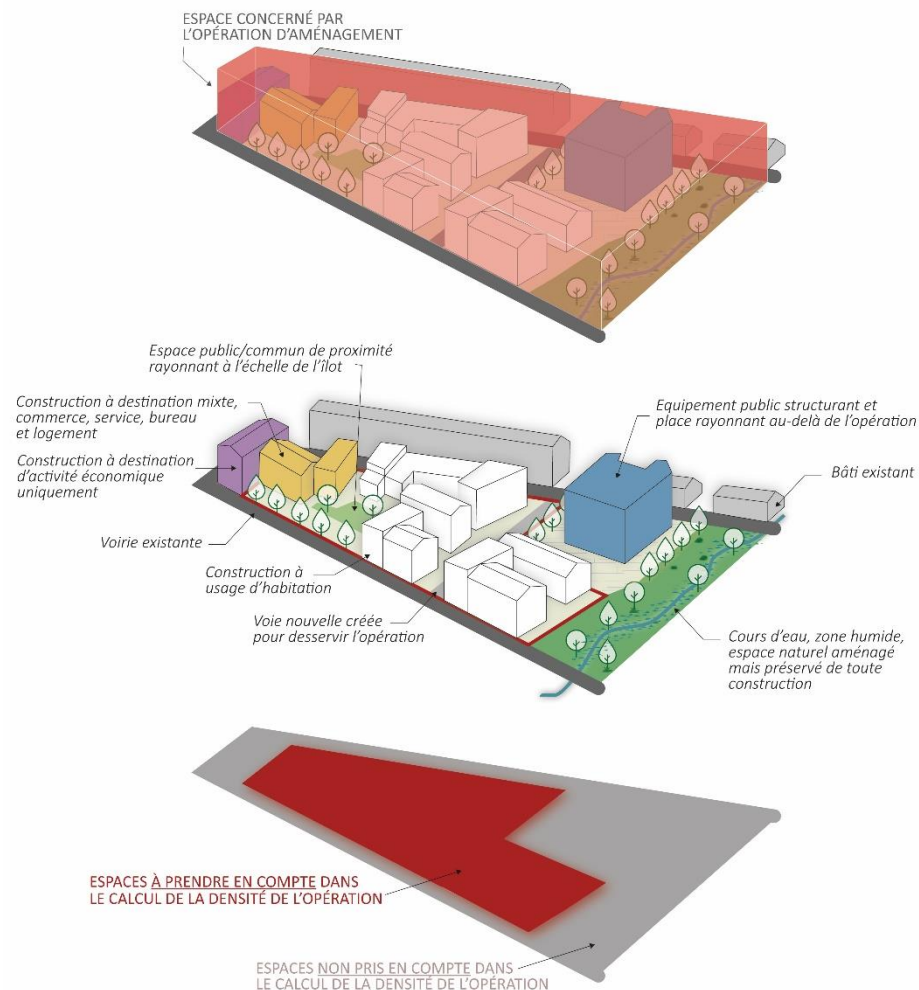 ESPACE CONCERNÉ PAR
L'OPÉRATION D'AMÉNAGEMENT
Espace public/commun de proximité
rayonnant à l'échelle de l'îlot
Construction à destination mixte,
commerce, service, bureau
et logement
Equipement public structurant et
place rayonnant au-delà de l'opération
Construction à destination
d'activité économique
uniquement
Bâti existant
Voirie existante
Construction à
usage d'habitation
Voie nouvelle créée
pour desservir l'opération
Cours d'eau, zone humide,
espace naturel aménagé
mais préservé de toute
construction
ESPACES À PRENDRE EN COMPTE DANS
LE CALCUL DE LA DENSITÉ DE L'OPÉRATION
ESPACES NON PRIS EN COMPTE DANS
LE CALCUL DE LA DENSITÉ DE L'OPÉRATION